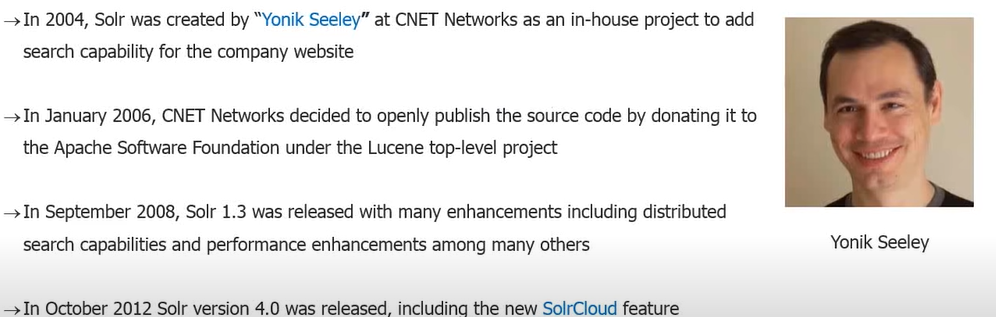 →In 2004, Solr was created by “Yonik Seeley” at CNET Networks as an in-house project to add
search capability for the company website
→In January 2006, CNET Networks decided to openly publish the source code by donating it to
the Apache Software Foundation under the Lucene top-level project
→In September 2008, Solr 1.3 was released with many enhancements including distributed
search capabilities and performance enhancements among many others
→In October 2012 Solr version 4.0 was released, including the new SolrCloud feature
Yonik Seeley